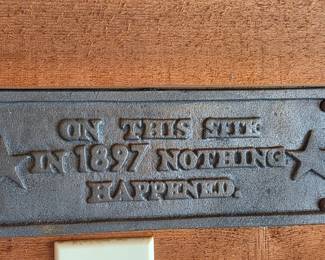 ON THIS SITE
IN 1897 NOTHING
HAPPENED.